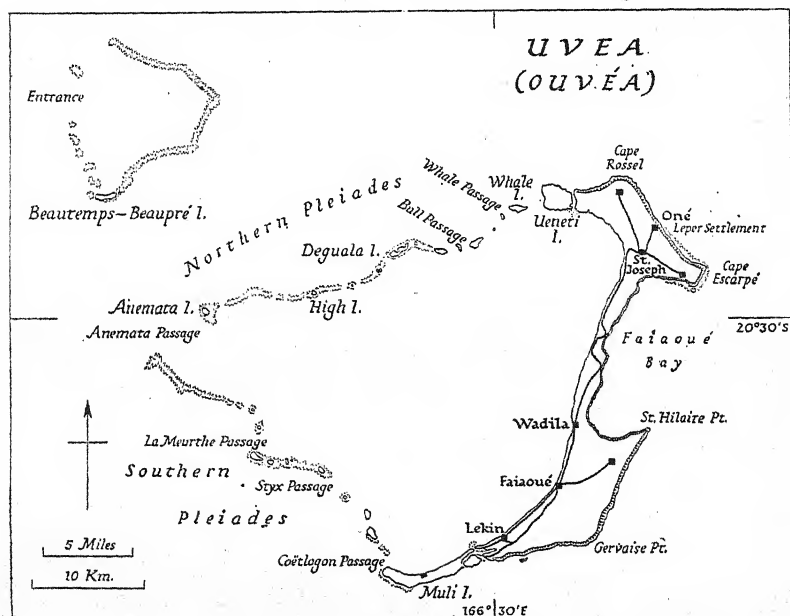 UVEA
(OUVÉA)
Entrance
Beautemps-Beaupré I.
Northern Pleiades
Whale Passage
Whale
I.
Bull Passage
Ueneti
I.
Cape
Rossel
Oné
Leper Settlement
St.
Joseph
Cape
Escarpé
Deguala I.
Anemata I.
Anemata Passage
High I.
20°30'S
Faiaoué
Bay
Wadila
St. Hilaire Pt.
La Meurthe Passage
Southern
Styx Passage
Pleiades
Faiaoué
Lekin
Gervaise Pt.
Coëtlogon Passage
Muli I.
5 Miles
10 Km.
166°30'E